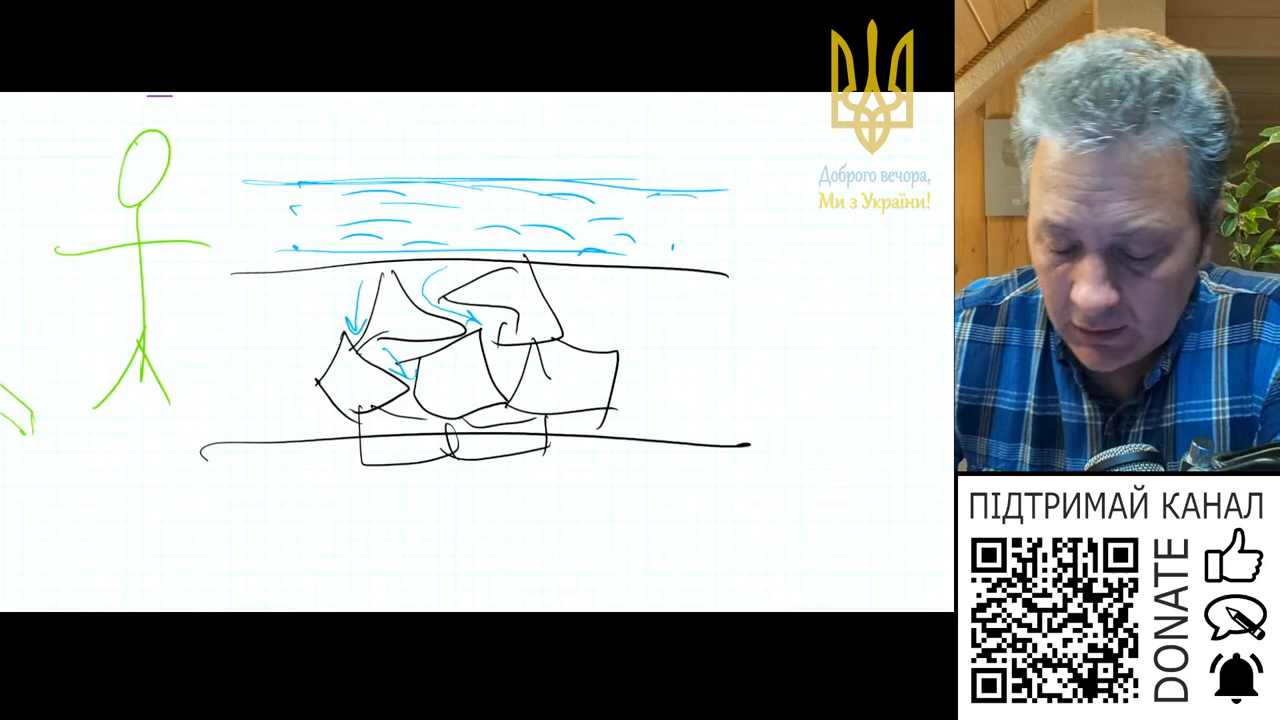 Доброго вечора,
Ми з України!
ПІДТРИМАЙ КАНАЛ
DONATE